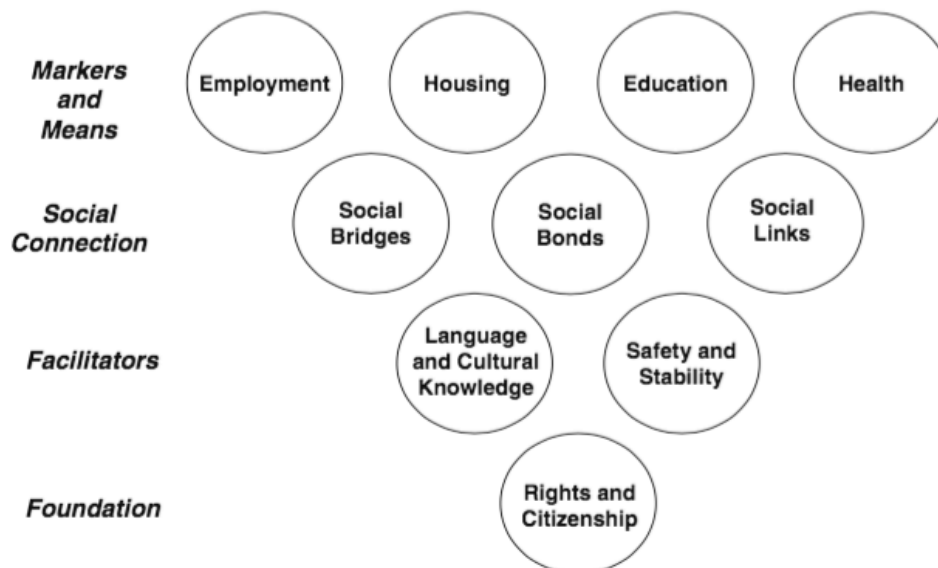 Markers
and
Means
Employment
Housing
Education
Health
Social
Connection
Social
Bridges
Social
Bonds
Social
Links
Facilitators
Language
and Cultural
Knowledge
Safety and
Stability
Foundation
Rights and
Citizenship